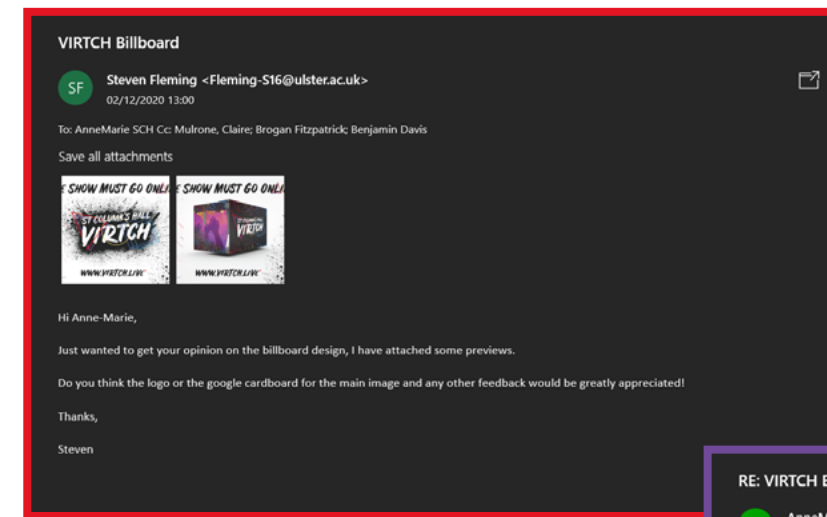 VIRTCH Billboard
SF
Steven Fleming <Fleming-S16@ulster.ac.uk>
02/12/2020 13:00
To: AnneMarie SCH Cc: Mulrone, Claire; Brogan Fitzpatrick; Benjamin Davis
Save all attachments
E SHOW MUST GO ONLI
ST COLUMB'S HALL
VIRTCH
WWW.VIRTCH.LIVE
E SHOW MUST GO ONLI
VIRTCH
WWW.VIRTCH.LIVE
Hi Anne-Marie,
Just wanted to get your opinion on the billboard design, I have attached some previews.
Do you think the logo or the google cardboard for the main image and any other feedback would be greatly appreciated!
Thanks,
Steven
RE: VIRTCH B